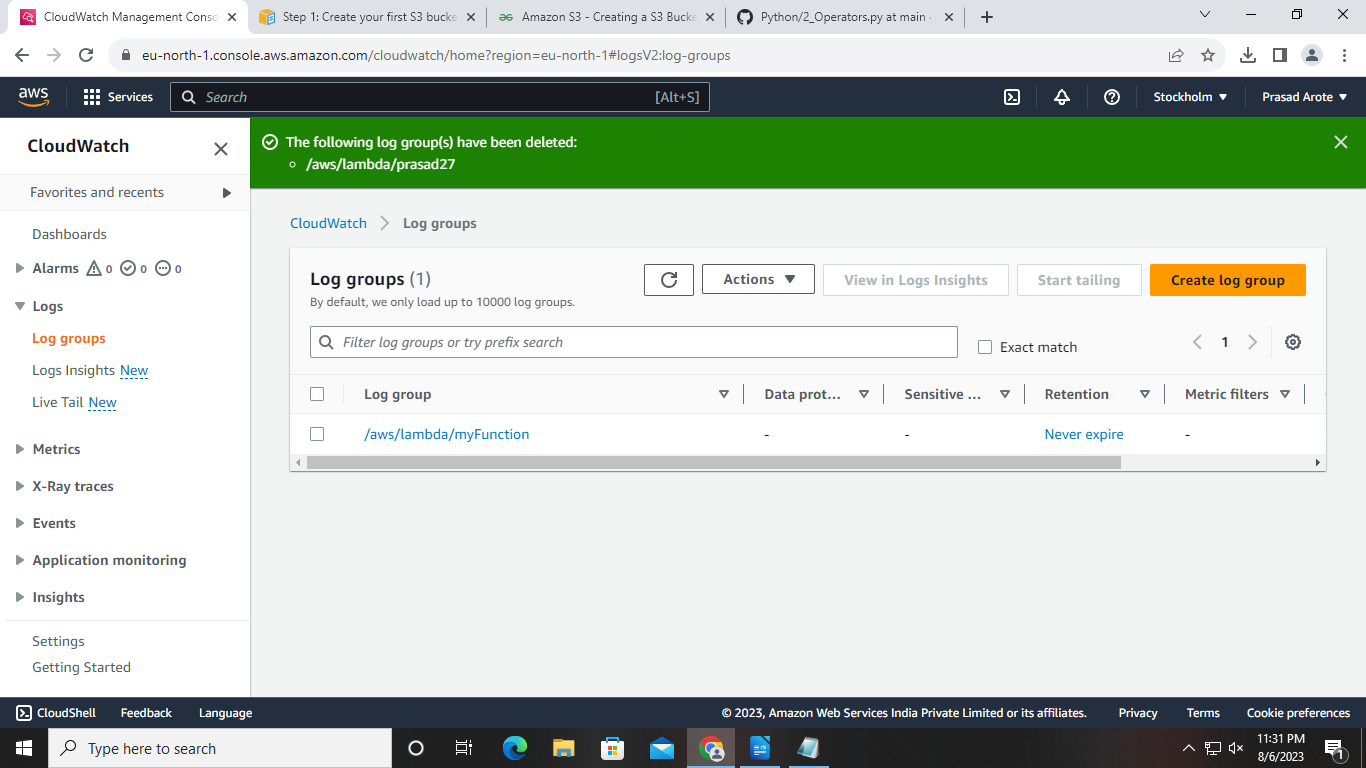 CloudWatch Management Conso
Step 1: Create your first S3 bucke
Amazon S3 - Creating a S3 Bucke
Python/2_Operators.py at main ·
eu-north-1.console.aws.amazon.com/cloudwatch/home?region=eu-north-1#logsV2:log-groups
aws
Services
Search
[Alt+S]
Stockholm
Prasad Arote
CloudWatch
Favorites and recents
Dashboards
Alarms 0 0 0
Logs
Log groups
Logs Insights New
Live Tail New
Metrics
X-Ray traces
Events
Application monitoring
Insights
Settings
Getting Started
The following log group(s) have been deleted:
/aws/lambda/prasad27
CloudWatch
Log groups
Log groups (1)
By default, we only load up to 10000 log groups.
Actions
View in Logs Insights
Start tailing
Create log group
Filter log groups or try prefix search
Exact match
1
Log group
Data prot...
Sensitive ...
Retention
Metric filters
/aws/lambda/myFunction
-
-
Never expire
-
CloudShell
Feedback
Language
© 2023, Amazon Web Services India Private Limited or its affiliates.
Privacy
Terms
Cookie preferences
Type here to search
11:31 PM
8/6/2023
1